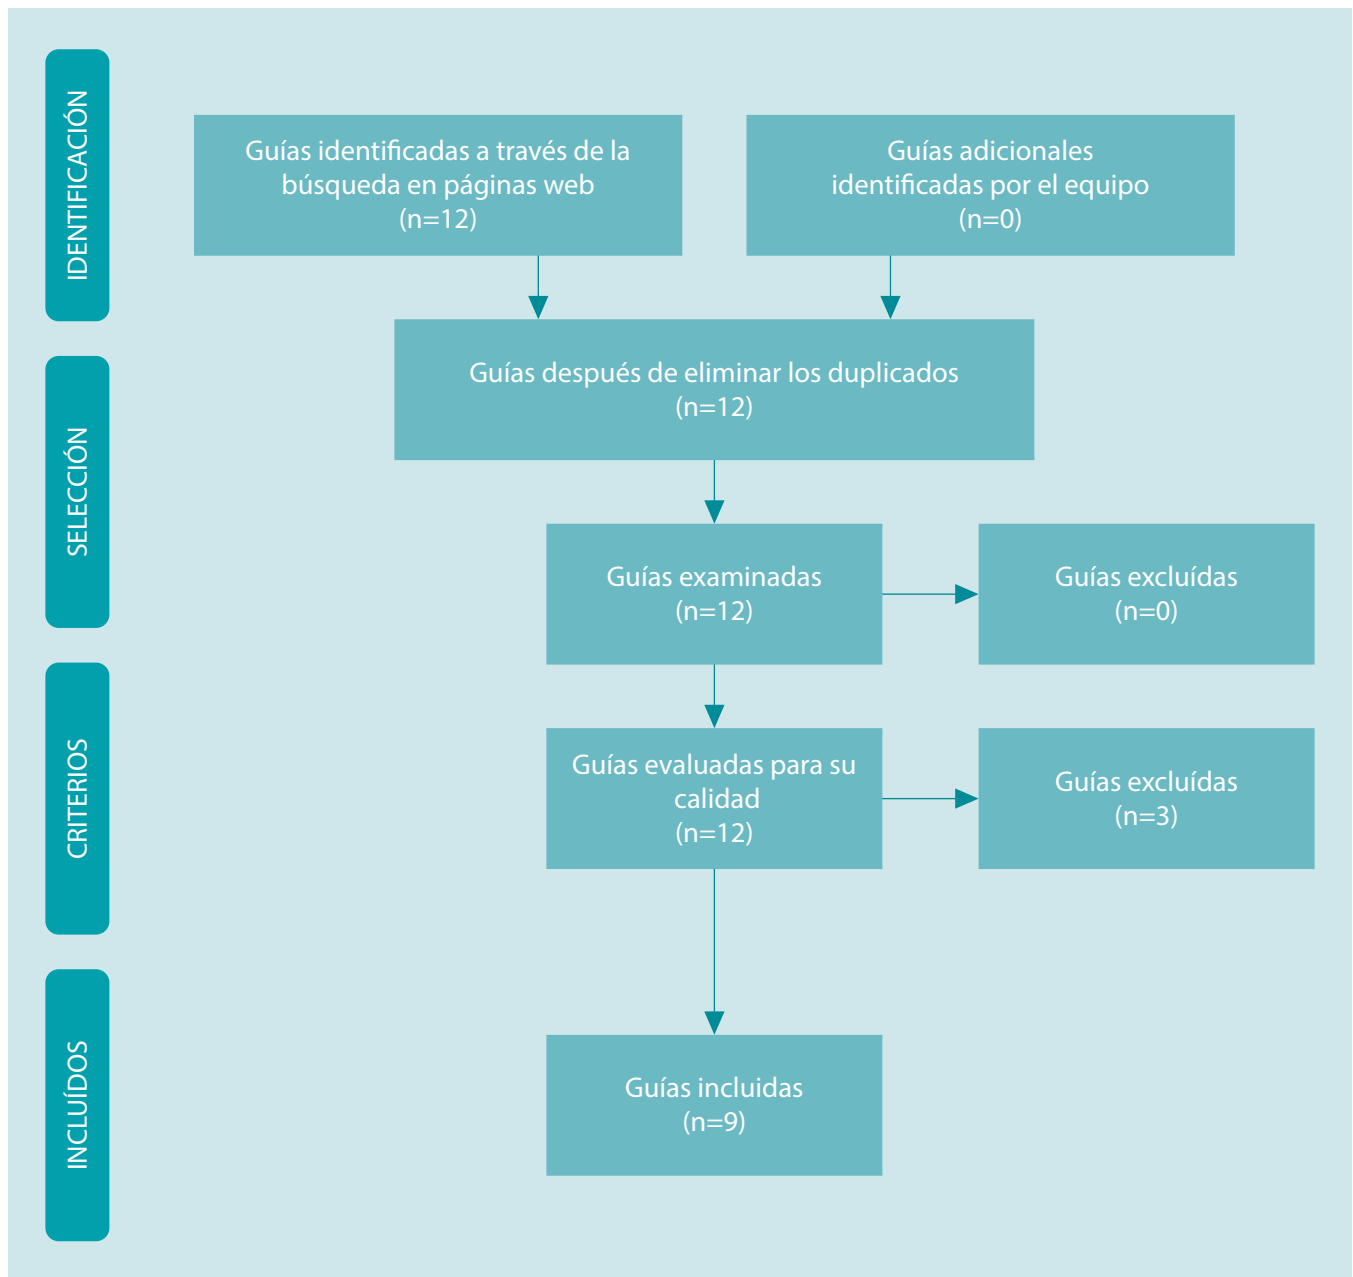 IDENTIFICACIÓN
Guías identificadas a través de la
búsqueda en páginas web
(n=12)
Guías adicionales
identificadas por el equipo
(n=0)
SELECCIÓN
Guías después de eliminar los duplicados
(n=12)
Guías examinadas
(n=12)
Guías excluídas
(n=0)
CRITERIOS
Guías evaluadas para su
calidad
(n=12)
Guías excluídas
(n=3)
INCLUÍDOS
Guías incluidas
(n=9)